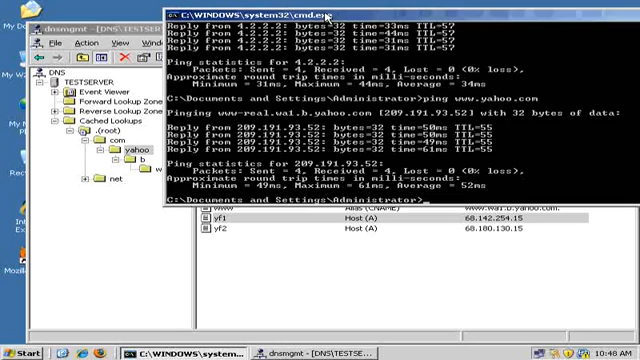 dnsmgmt - [DNS\TESTSERVER
C:\WINDOWS\system32\cmd.exe
File Action View Win
Reply from 4.2.2.2: bytes=32 time=33ms TTL=57
Reply from 4.2.2.2: bytes=32 time=44ms TTL=57
Reply from 4.2.2.2: bytes=32 time=31ms TTL=57
Reply from 4.2.2.2: bytes=32 time=31ms TTL=57
Ping statistics for 4.2.2.2:
Packets: Sent = 4, Received = 4, Lost = 0 (0% loss),
Approximate round trip times in milli-seconds:
Minimum = 31ms, Maximum = 44ms, Average = 34ms
C:\Documents and Settings\Administrator>ping www.yahoo.com
Pinging www-real.wa1.b.yahoo.com [209.191.93.52] with 32 bytes of data:
Reply from 209.191.93.52: bytes=32 time=50ms TTL=55
Reply from 209.191.93.52: bytes=32 time=50ms TTL=55
Reply from 209.191.93.52: bytes=32 time=49ms TTL=55
Reply from 209.191.93.52: bytes=32 time=61ms TTL=55
Ping statistics for 209.191.93.52:
Packets: Sent = 4, Received = 4, Lost = 0 (0% loss),
Approximate round trip times in milli-seconds:
Minimum = 49ms, Maximum = 61ms, Average = 52ms
C:\Documents and Settings\Administrator>_
DNS
TESTSERVER
Event Viewer
Forward Lookup Zone
Reverse Lookup Zone
Cached Lookups
.(root)
com
yahoo
b
w
net
www Alias (CNAME) www.wa1.b.yahoo.com
yf1 Host (A) 68.142.254.15
yf2 Host (A) 68.180.130.15
Start
C:\WINDOWS\system32...
dnsmgmt - [DNS\TESTSE...
10:48 AM